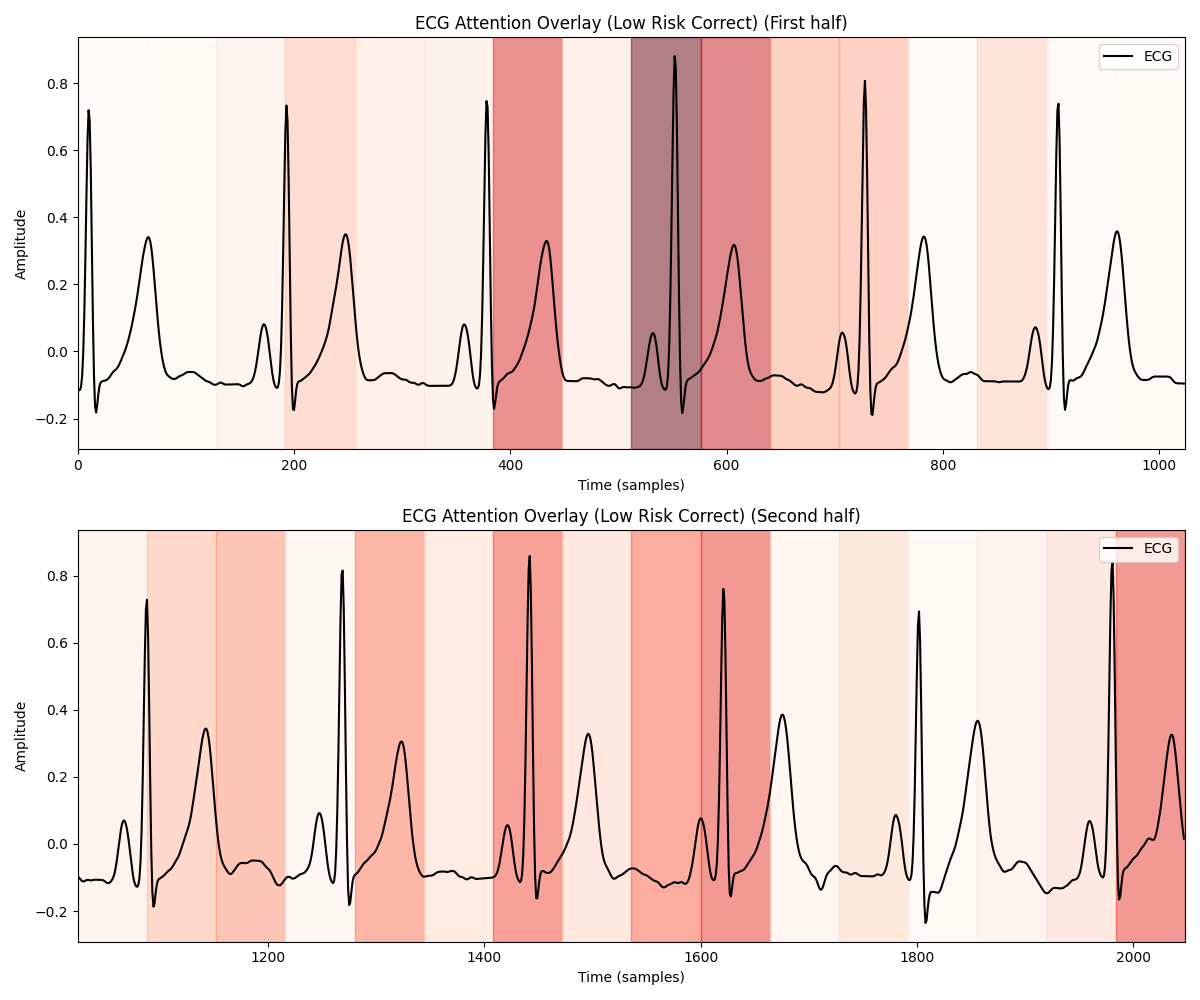 ECG Attention Overlay (Low Risk Correct) (First half)
ECG
Amplitude
0.8
0.6
0.4
0.2
0.0
−0.2
0 200 400 600 800 1000
Time (samples)
ECG Attention Overlay (Low Risk Correct) (Second half)
ECG
Amplitude
0.8
0.6
0.4
0.2
0.0
−0.2
1200 1400 1600 1800 2000
Time (samples)